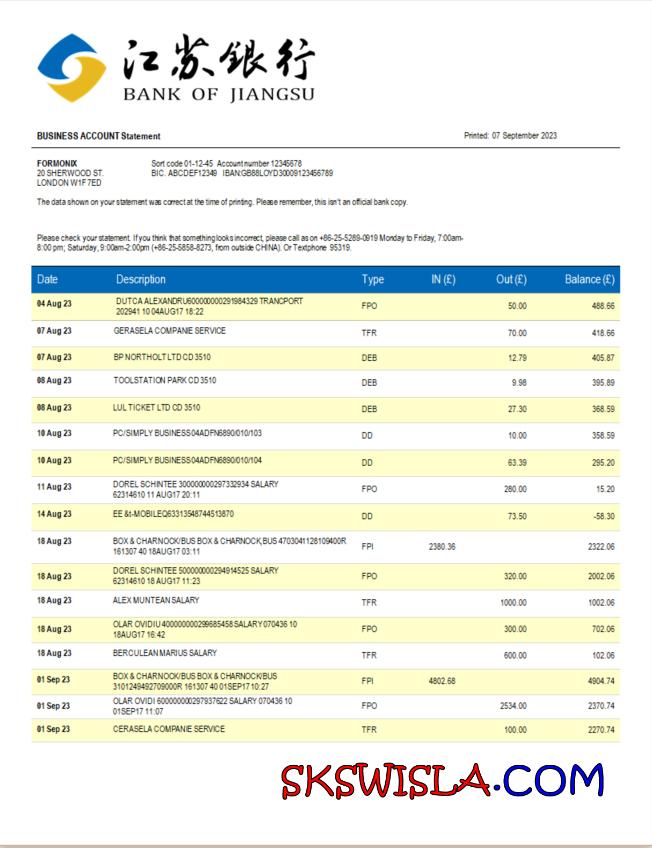 江苏银行
BANK OF JIANGSU
BUSINESS ACCOUNT Statement
Printed: 07 September 2023
FORMONIX
Sort code 01-12-45 Account number 12345678
20 SHERWOOD ST.
BIC. ABCDEF12349 IBAN:GB88LOYD30009123456789
LONDON W1F 7ED
The data shown on your statement was correct at the time of printing. Please remember, this isn't an official bank copy.
Please check your statement. If you think that something looks incorrect, please call as on +86-25-5289-0919 Monday to Friday, 7:00am-
8:00 pm; Saturday, 9:00am-2:00pm (+86-25-5858-8273, from outside CHINA). Or Textphone 95319.
Date Description Type IN (£) Out (£) Balance (£)
04 Aug 23 DUTCA ALEXANDRU600000000291984329 TRANCPORT
202941 10 04AUG17 18:22 FPO 50.00 488.66
07 Aug 23 GERASELA COMPANIE SERVICE TFR 70.00 418.66
07 Aug 23 BP NORTHOLT LTD CD 3510 DEB 12.79 405.87
08 Aug 23 TOOLSTATION PARK CD 3510 DEB 9.98 395.89
08 Aug 23 LUL TICKET LTD CD 3510 DEB 27.30 368.59
10 Aug 23 PC/SIMPLY BUSINESS04ADFN6890/010/103 DD 10.00 358.59
10 Aug 23 PC/SIMPLY BUSINESS04ADFN6890/010/104 DD 63.39 295.20
11 Aug 23 DOREL SCHINTEE 300000000297332934 SALARY
62314610 11 AUG17 20:11 FPO 280.00 15.20
14 Aug 23 EE &t-MOBILEQ63313548744513870 DD 73.50 -58.30
18 Aug 23 BOX & CHARNOCK/BUS BOX & CHARNOCK,BUS 4703041128109400R
161307 40 18AUG17 03:11 FPI 2380.36 2322.06
18 Aug 23 DOREL SCHINTEE 500000000294914525 SALARY
62314610 18 AUG17 11:23 FPO 320.00 2002.06
18 Aug 23 ALEX MUNTEAN SALARY TFR 1000.00 1002.06
18 Aug 23 OLAR OVIDIU 400000000299685458 SALARY 070436 10
18AUG17 16:42 FPO 300.00 702.06
18 Aug 23 BERCULEAN MARIUS SALARY TFR 600.00 102.06
01 Sep 23 BOX & CHARNOCK/BUS BOX & CHARNOCK/BUS
3101249492709000R 161307 40 01SEP17 10:27 FPI 4802.68 4904.74
01 Sep 23 OLAR OVIDI 600000000297937622 SALARY 070436 10
01SEP17 11:07 FPO 2534.00 2370.74
01 Sep 23 CERASELA COMPANIE SERVICE TFR 100.00 2270.74
SKSWISLA.COM